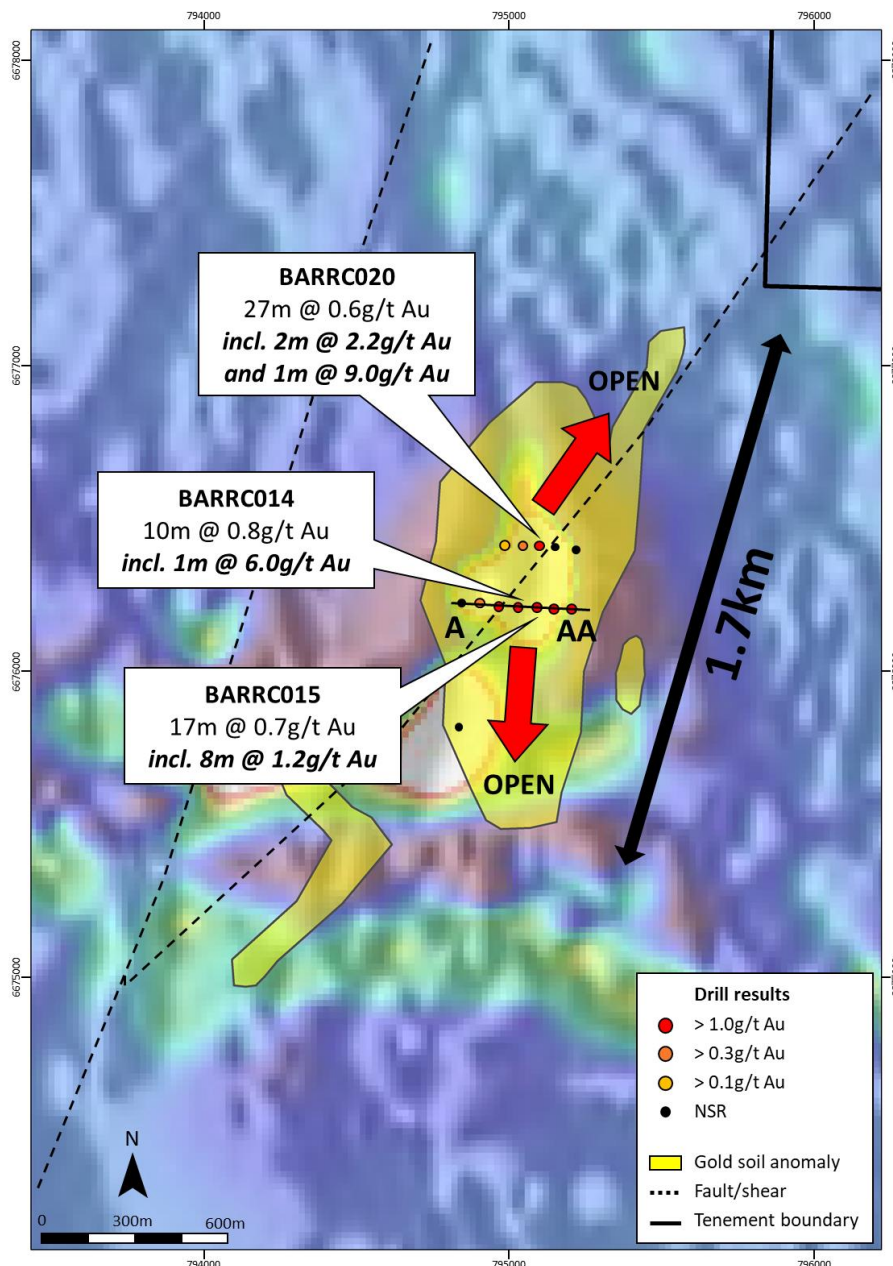 794000
795000
796000
6678000
6677000
6676000
6675000
BARRC020
27m @ 0.6g/t Au
incl. 2m @ 2.2g/t Au
and 1m @ 9.0g/t Au
OPEN
BARRC014
10m @ 0.8g/t Au
incl. 1m @ 6.0g/t Au
A
AA
1.7km
BARRC015
17m @ 0.7g/t Au
incl. 8m @ 1.2g/t Au
OPEN
Drill results
> 1.0g/t Au
> 0.3g/t Au
> 0.1g/t Au
NSR
Gold soil anomaly
Fault/shear
Tenement boundary
N
0 300m 600m
794000
795000
796000